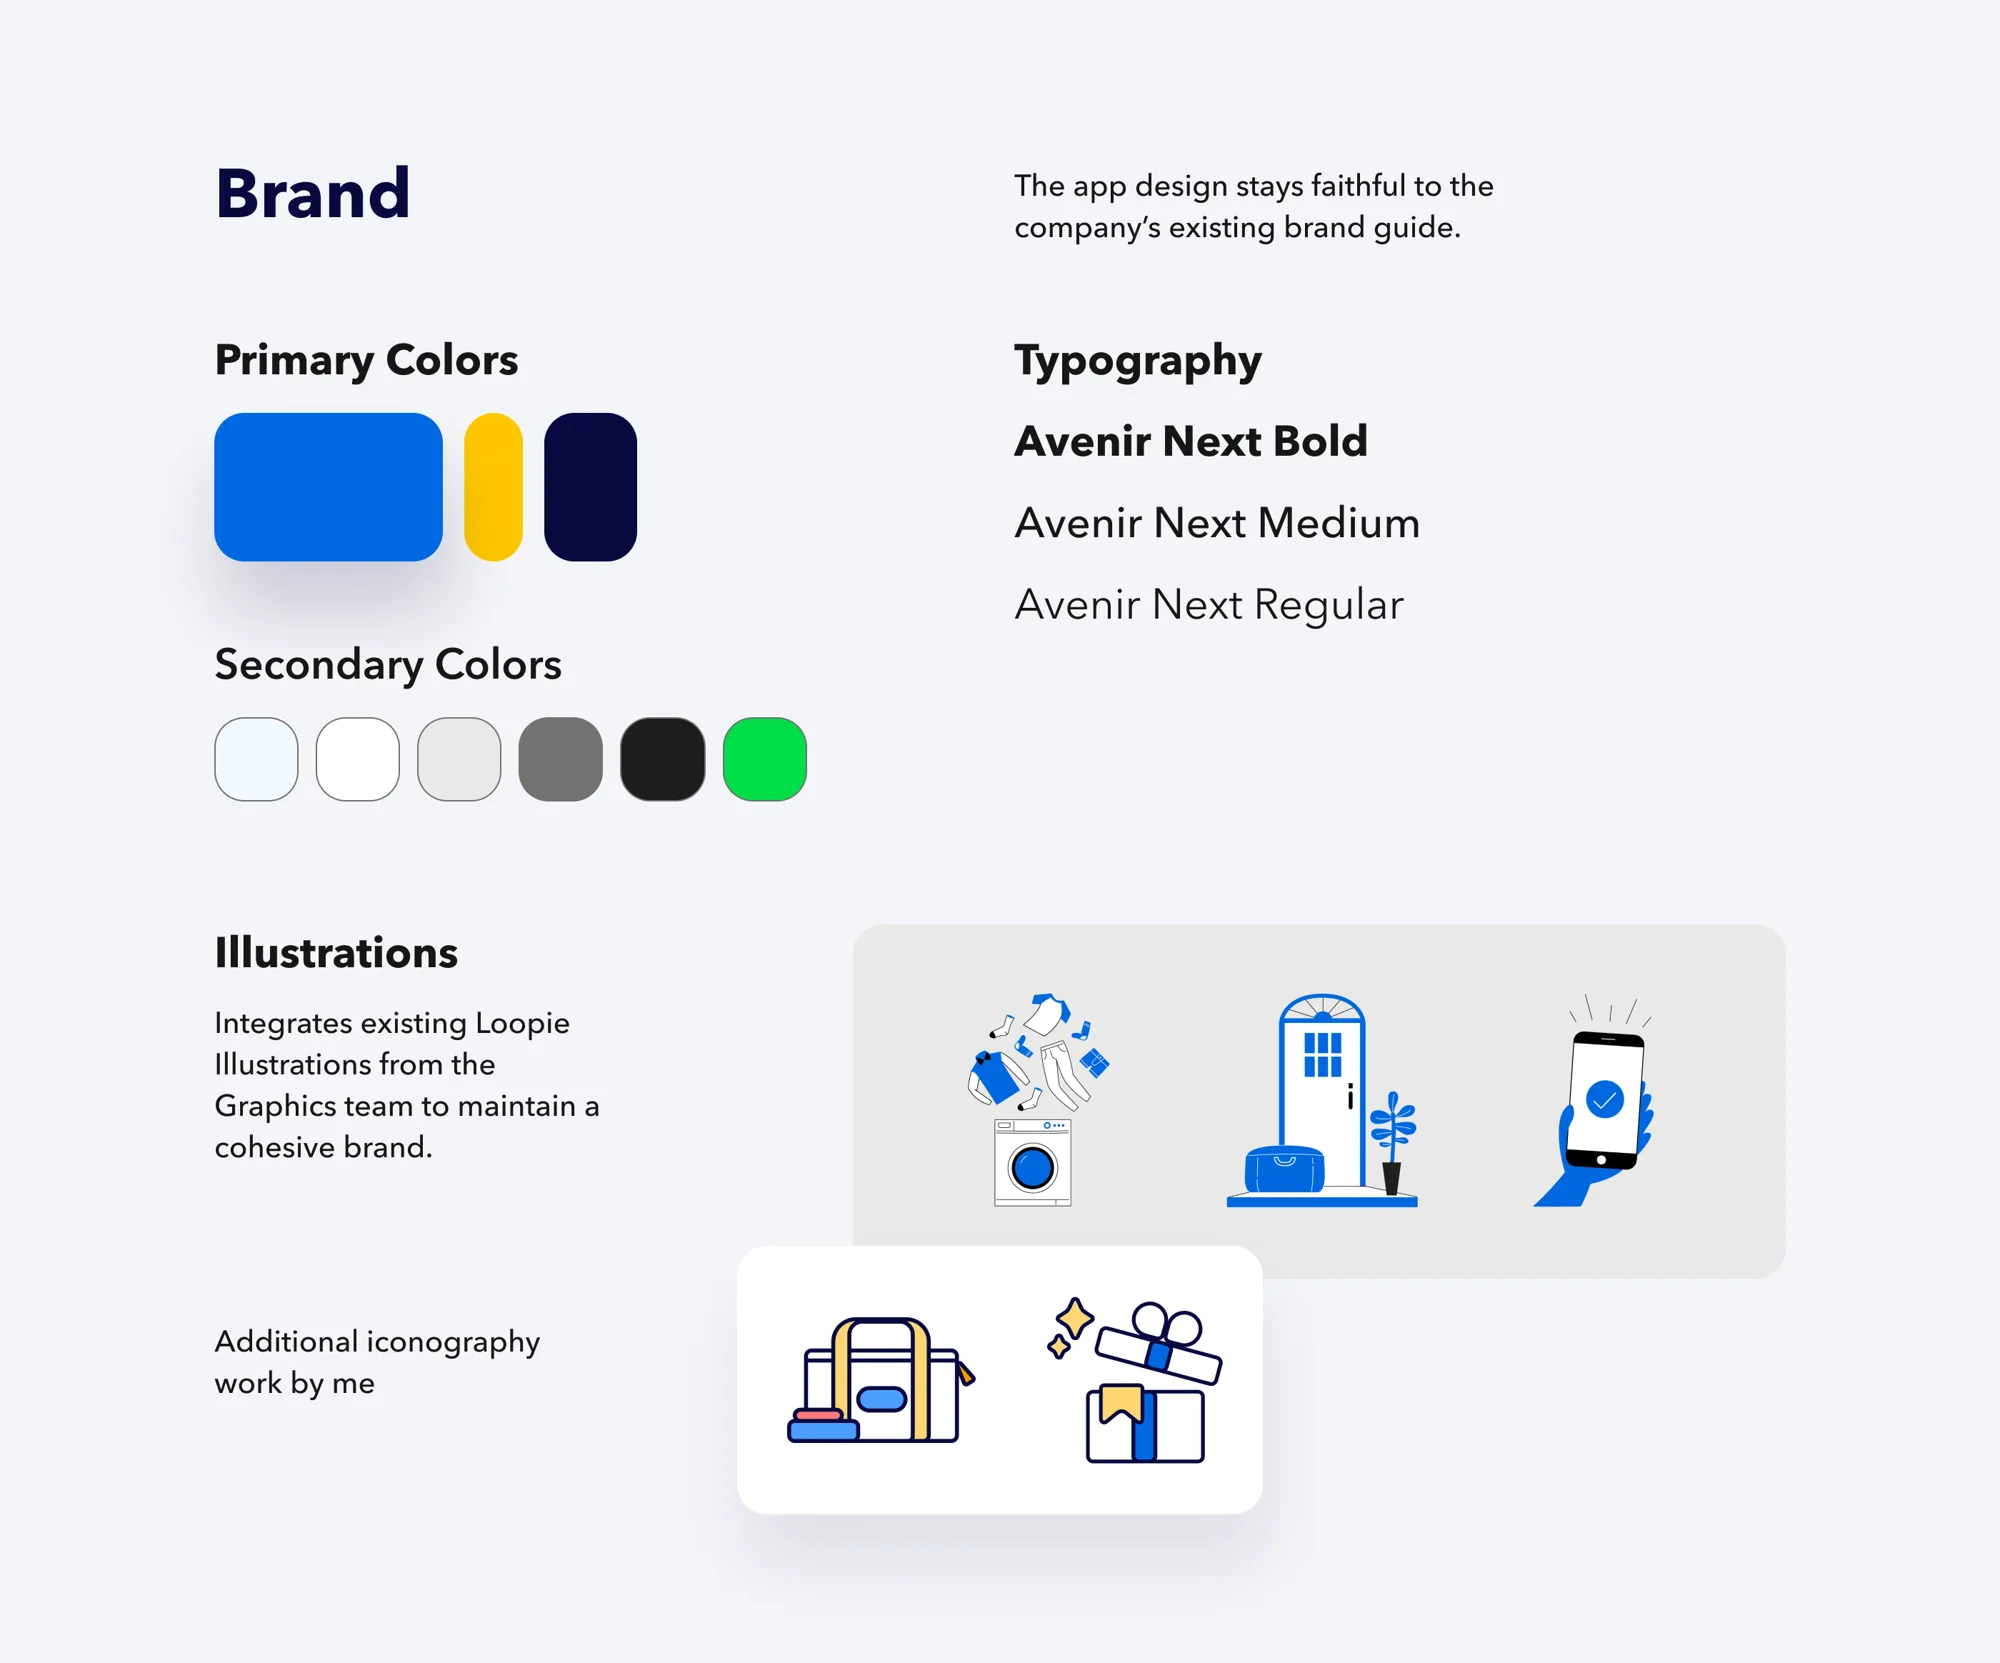 Brand
The app design stays faithful to the
company’s existing brand guide.
Primary Colors
Typography
Avenir Next Bold
Avenir Next Medium
Avenir Next Regular
Secondary Colors
Illustrations
Integrates existing Loopie
Illustrations from the
Graphics team to maintain a
cohesive brand.
Additional iconography
work by me